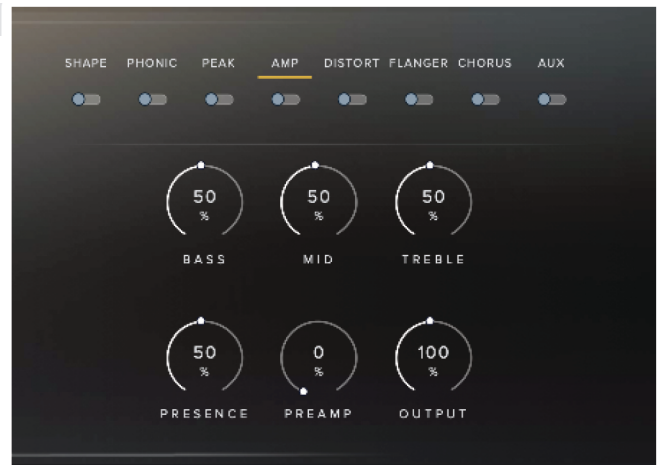 SHAPE PHONIC PEAK AMP DISTORT FLANGER CHORUS AUX
50 50 50
% % %
BASS MID TREBLE
50 0 100
% % %
PRESENCE PREAMP OUTPUT